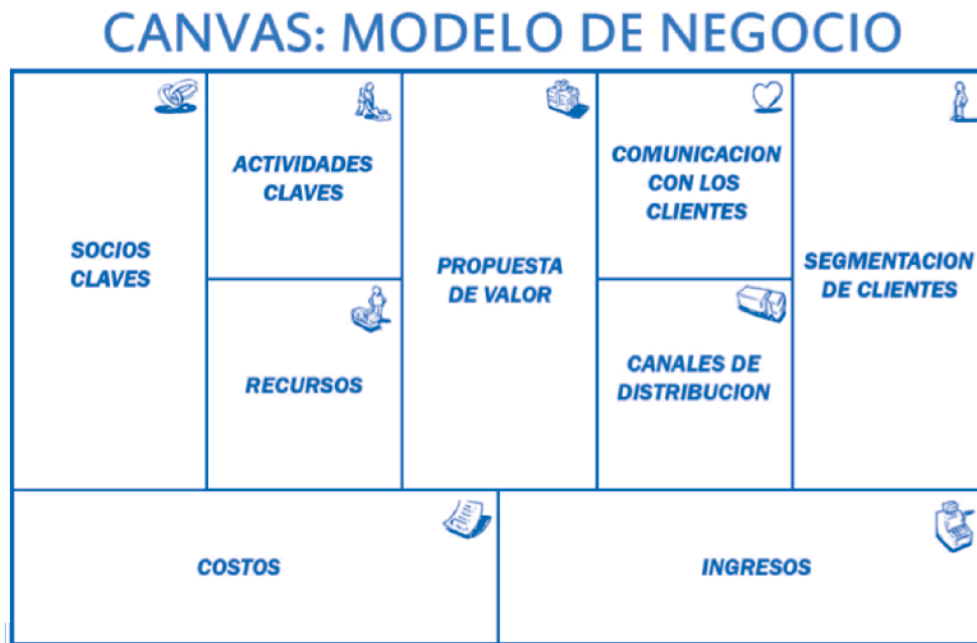 CANVAS: MODELO DE NEGOCIO
SOCIOS
CLAVES
ACTIVIDADES
CLAVES
RECURSOS
PROPUESTA
DE VALOR
COMUNICACION
CON LOS
CLIENTES
CANALES DE
DISTRIBUCION
SEGMENTACION
DE CLIENTES
COSTOS
INGRESOS